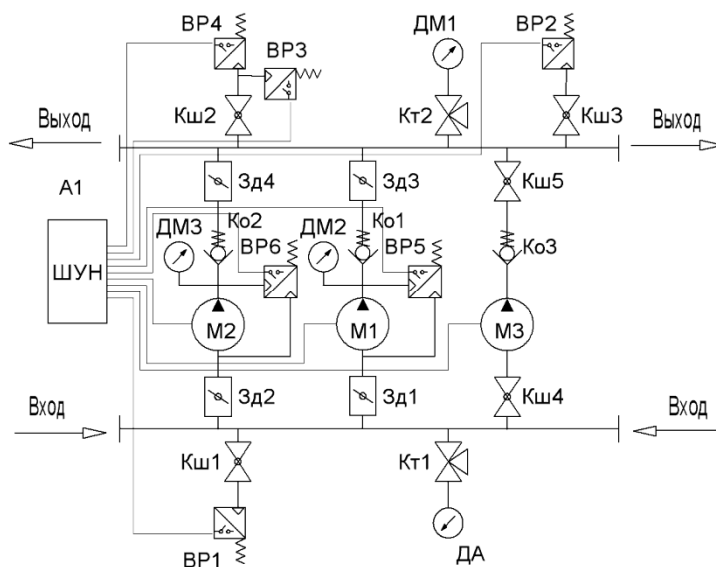 ВР4
ВР3
ДМ1
ВР2
Выход
Кш2
Кт2
Кш3
Выход
А1
Зд4
Зд3
Кш5
ШУН
ДМ3
Ко2
ВР6
ДМ2
Ко1
ВР5
Ко3
М2
М1
М3
Вход
Зд2
Зд1
Кш4
Вход
Кш1
Кт1
ВР1
ДА